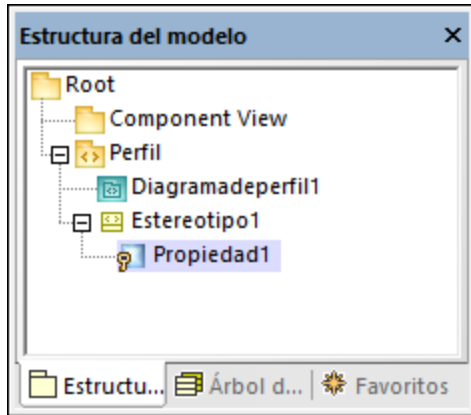 Estructura del modelo
Root
Component View
Perfil
Diagramadeperfil1
Estereotipo1
Propiedad1
Estructu... Árbol d... Favoritos